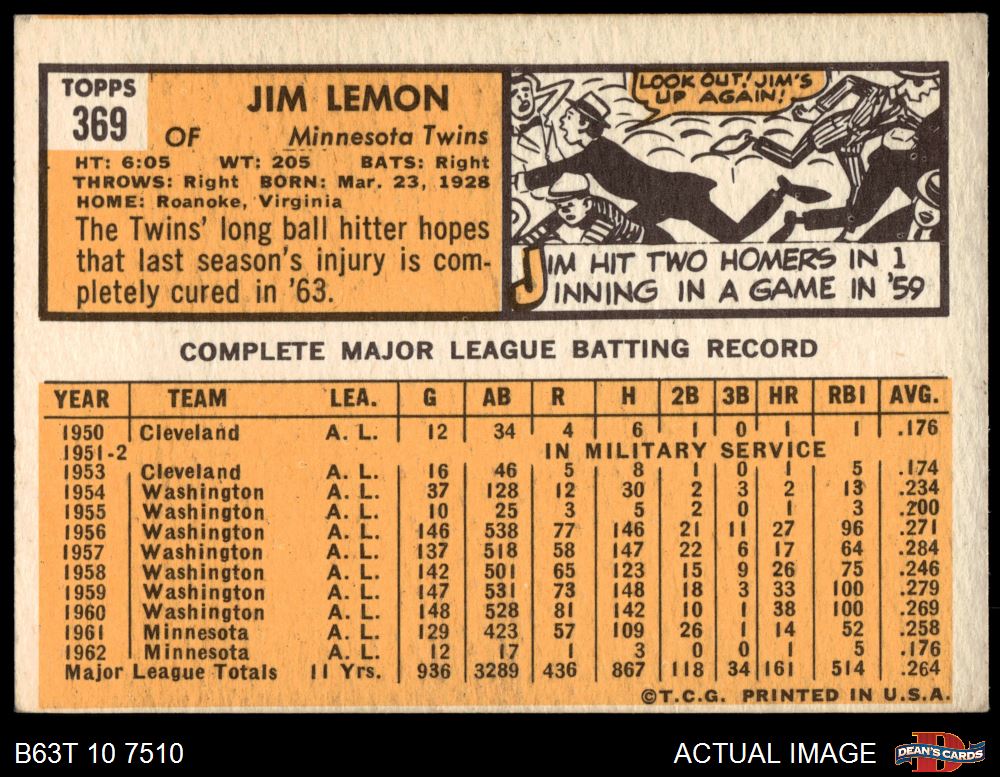 TOPPS
369
JIM LEMON
OF Minnesota Twins
HT: 6:05 WT: 205 BATS: Right
THROWS: Right BORN: Mar. 23, 1928
HOME: Roanoke, Virginia
The Twins' long ball hitter hopes
that last season's injury is com-
pletely cured in '63.
LOOK OUT! JIM'S
UP AGAIN!
JIM HIT TWO HOMERS IN 1
INNING IN A GAME IN '59
COMPLETE MAJOR LEAGUE BATTING RECORD
YEAR TEAM LEA. G AB R H 2B 3B HR RBI AVG.
1950 Cleveland A. L. 12 34 4 6 1 0 1 1 .176
1951-2 IN MILITARY SERVICE
1953 Cleveland A. L. 16 46 5 8 1 0 1 5 .174
1954 Washington A. L. 37 128 12 30 2 3 2 13 .234
1955 Washington A. L. 10 25 3 5 2 0 1 3 .200
1956 Washington A. L. 146 538 77 146 21 11 27 96 .271
1957 Washington A. L. 137 518 58 147 22 6 17 64 .284
1958 Washington A. L. 142 501 65 123 15 9 26 75 .246
1959 Washington A. L. 147 531 73 148 18 3 33 100 .279
1960 Washington A. L. 148 528 81 142 10 1 38 100 .269
1961 Minnesota A. L. 129 423 57 109 26 1 14 52 .258
1962 Minnesota A. L. 12 17 1 3 0 0 1 5 .176
Major League Totals 11 Yrs. 936 3289 436 867 118 34 161 514 .264
©T.C.G. PRINTED IN U.S.A.
B63T 10 7510
ACTUAL IMAGE
DEAN'S CARDS